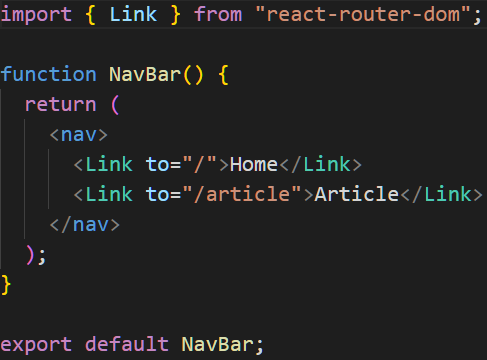 import { Link } from "react-router-dom";
function NavBar() {
  return (
    <nav>
      <Link to="/">Home</Link>
      <Link to="/article">Article</Link>
    </nav>
  );
}
export default NavBar;